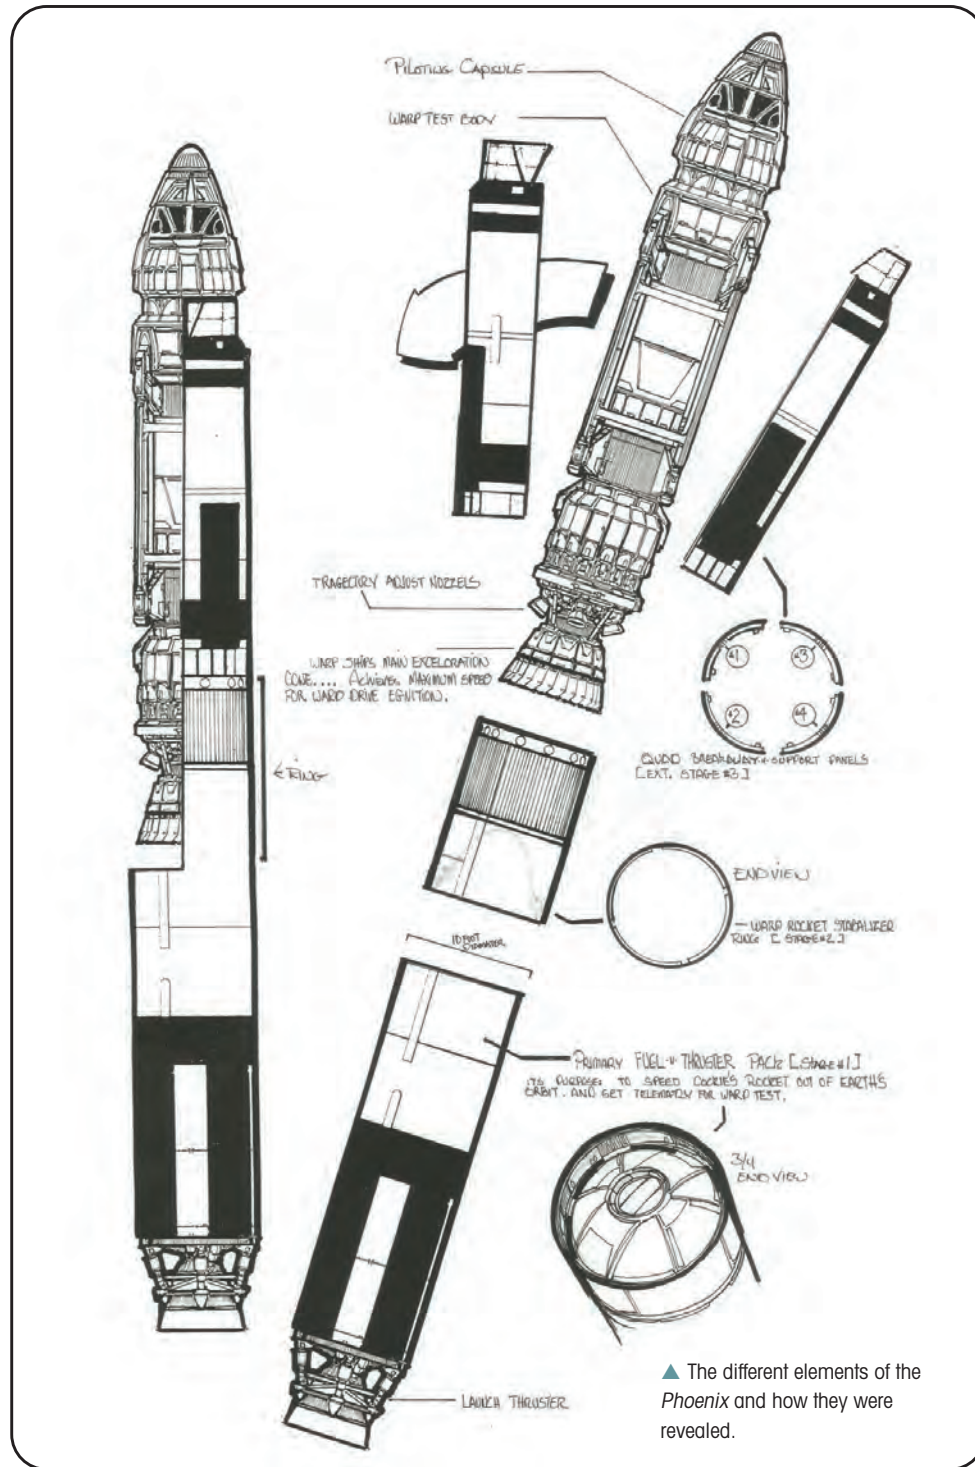 PILOTING CAPSULE
WARP TEST BODY
TRAGECTORY ADJUST NOZZELS
WARP SHIPS MAIN EXCELORATION
CONE.... ACHIEVES MAXIMUM SPEED
FOR WARP DRIVE EGNITION.
#1
#3
#2
#4
QUAD BREAKAWAY & SUPPORT PANELS
[EXT. STAGE #3]
RING
END VIEW
— WARP ROCKET STABALIZER
RING [STAGE #2]
10 FOOT
DIAMETER
PRIMARY FUEL & THRUSTER PACK [STAGE #1]
ITS PURPOSE: TO SPEED COCKIE'S ROCKET OUT OF EARTH'S
ORBIT. AND SET TELEMATRY FOR WARP TEST.
3/4
END VIEW
LAUNCH THRUSTER
▲ The different elements of the
Phoenix and how they were
revealed.